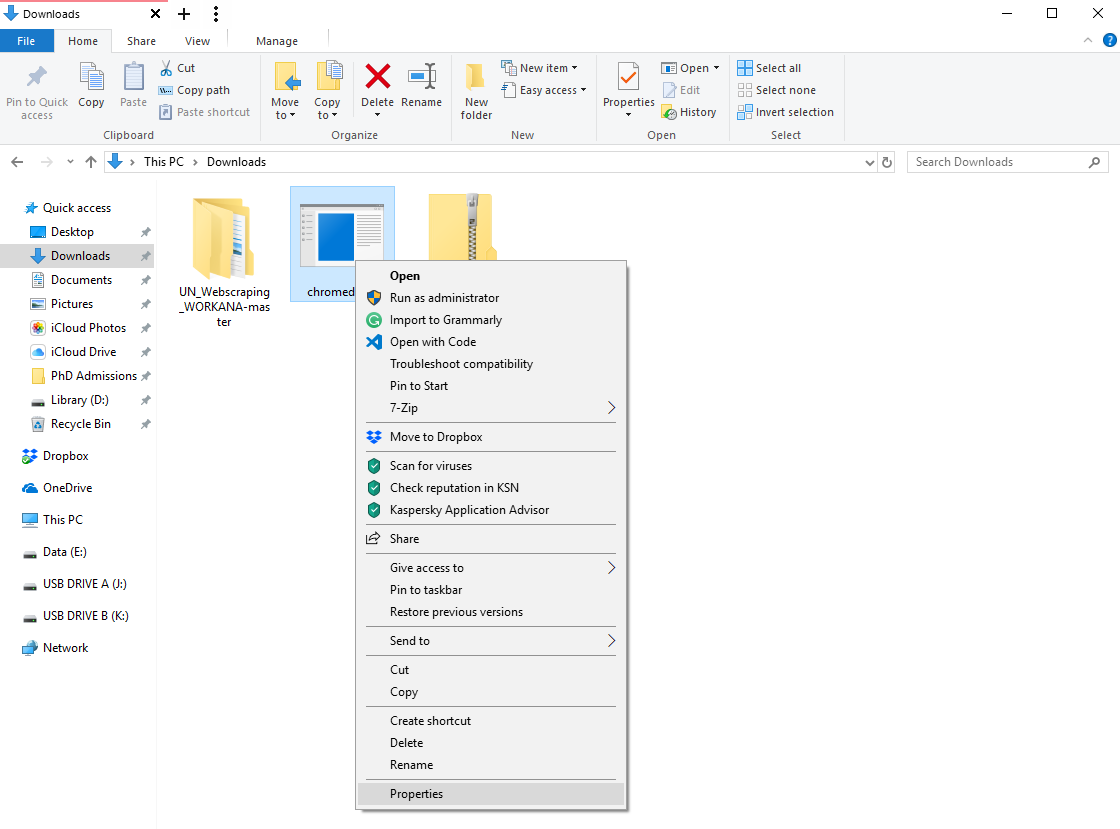 Downloads
File Home Share View Manage
Pin to Quick access
Copy
Paste
Cut
Copy path
Paste shortcut
Clipboard
Move to
Copy to
Delete
Rename
Organize
New folder
New item
Easy access
New
Properties
Open
Edit
History
Open
Select all
Select none
Invert selection
Select
This PC > Downloads
Search Downloads
Quick access
Desktop
Downloads
Documents
Pictures
iCloud Photos
iCloud Drive
PhD Admissions
Library (D:)
Recycle Bin
Dropbox
OneDrive
This PC
Data (E:)
USB DRIVE A (J:)
USB DRIVE B (K:)
Network
UN_Webscraping
_WORKANA-mas
ter
chromed
Open
Run as administrator
Import to Grammarly
Open with Code
Troubleshoot compatibility
Pin to Start
7-Zip
Move to Dropbox
Scan for viruses
Check reputation in KSN
Kaspersky Application Advisor
Share
Give access to
Pin to taskbar
Restore previous versions
Send to
Cut
Copy
Create shortcut
Delete
Rename
Properties